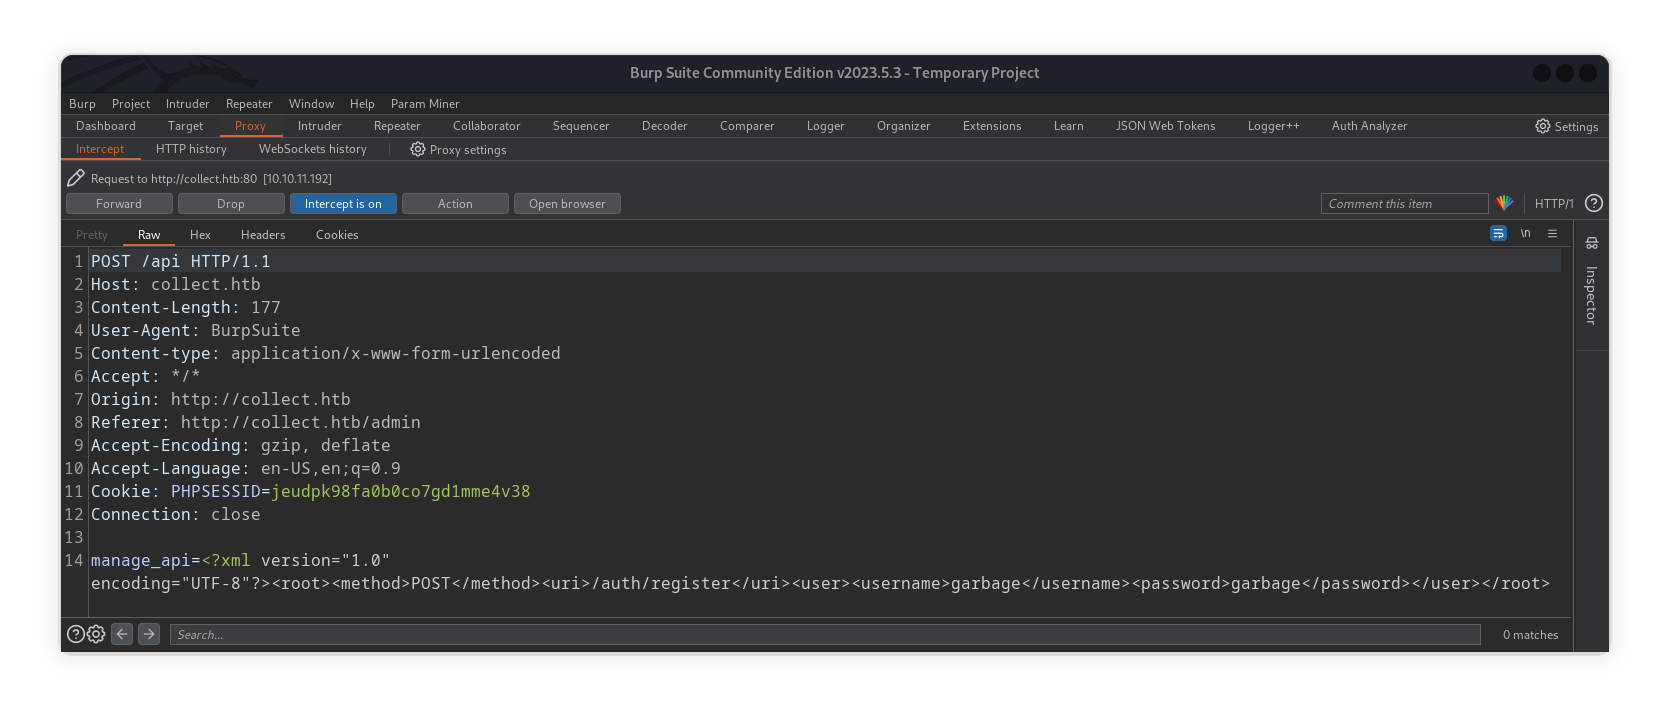 Burp Suite Community Edition v2023.5.3 - Temporary Project
Burp Project Intruder Repeater Window Help Param Miner
Dashboard Target Proxy Intruder Repeater Collaborator Sequencer Decoder Comparer Logger Organizer Extensions Learn JSON Web Tokens Logger++ Auth Analyzer Settings
Intercept HTTP history WebSockets history Proxy settings
Request to http://collect.htb:80 [10.10.11.192]
Forward Drop Intercept is on Action Open browser Comment this item HTTP/1 ?
Pretty Raw Hex Headers Cookies \n
Inspector
1 POST /api HTTP/1.1
2 Host: collect.htb
3 Content-Length: 177
4 User-Agent: BurpSuite
5 Content-type: application/x-www-form-urlencoded
6 Accept: */*
7 Origin: http://collect.htb
8 Referer: http://collect.htb/admin
9 Accept-Encoding: gzip, deflate
10 Accept-Language: en-US,en;q=0.9
11 Cookie: PHPSESSID=jeudpk98fa0b0co7gd1mme4v38
12 Connection: close
13
14 manage_api=<?xml version="1.0"
encoding="UTF-8"?><root><method>POST</method><uri>/auth/register</uri><user><username>garbage</username><password>garbage</password></user></root>
? Search... 0 matches